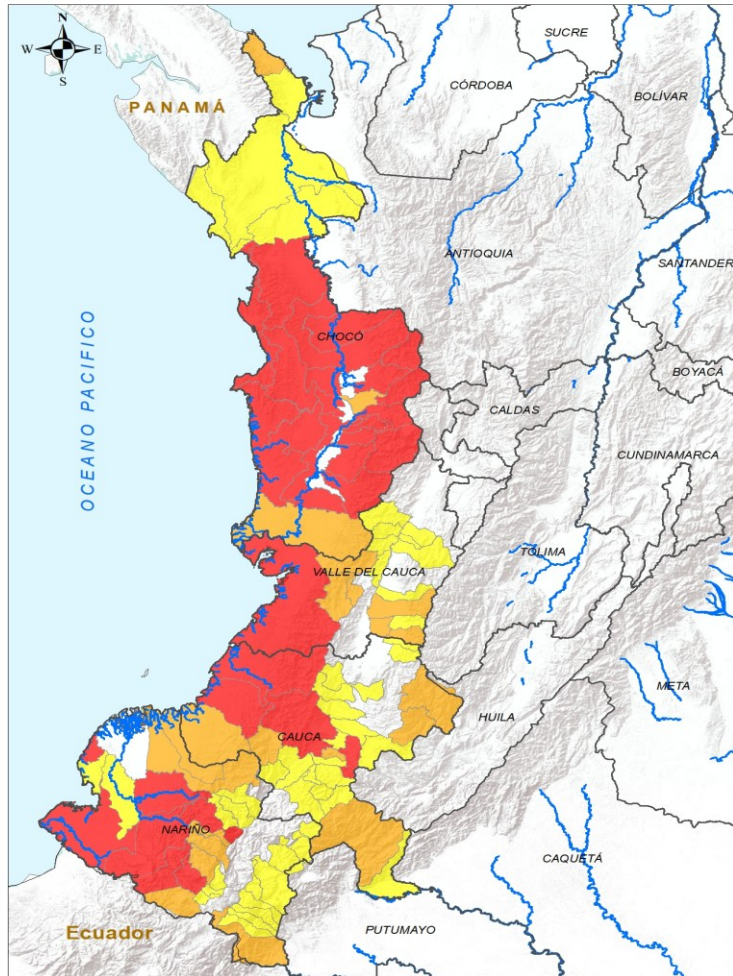 N
W E
S
SUCRE
CÓRDOBA
BOLÍVAR
PANAMÁ
ANTIOQUIA
SANTANDER
CHOCÓ
BOYACÁ
CALDAS
OCEANO PACIFICO
CUNDINAMARCA
TOLIMA
VALLE DEL CAUCA
META
HUILA
CAUCA
NARIÑO
CAQUETÁ
Ecuador
PUTUMAYO